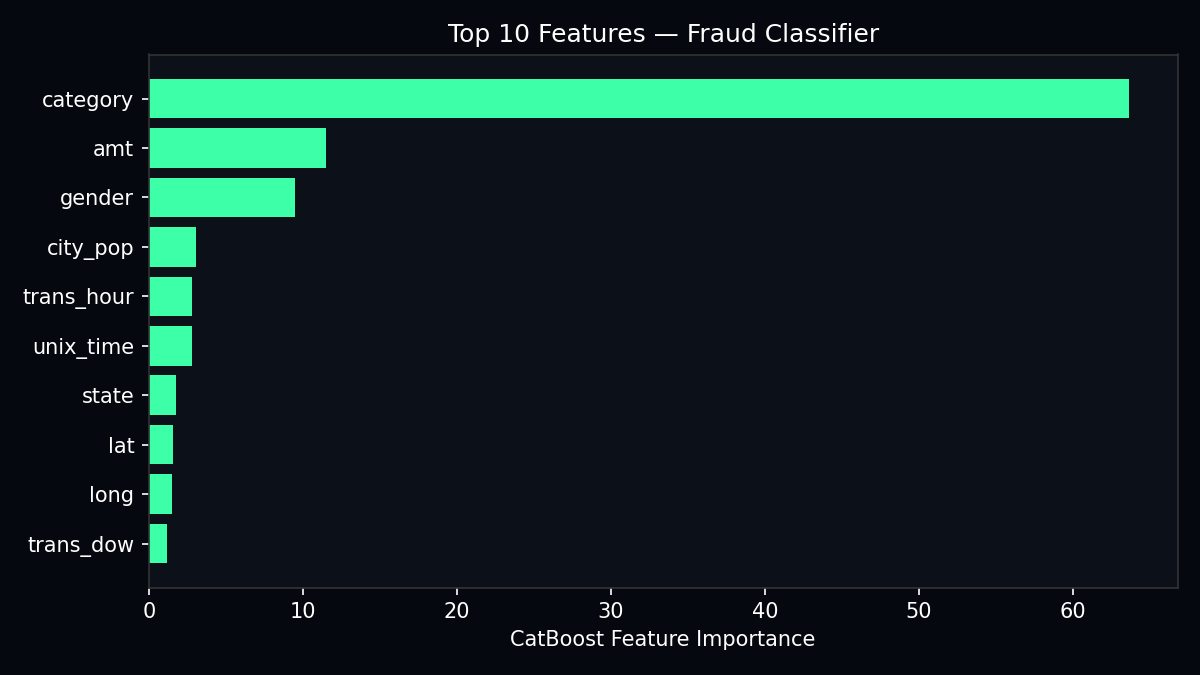 Top 10 Features — Fraud Classifier
category
amt
gender
city_pop
trans_hour
unix_time
state
lat
long
trans_dow
0 10 20 30 40 50 60
CatBoost Feature Importance